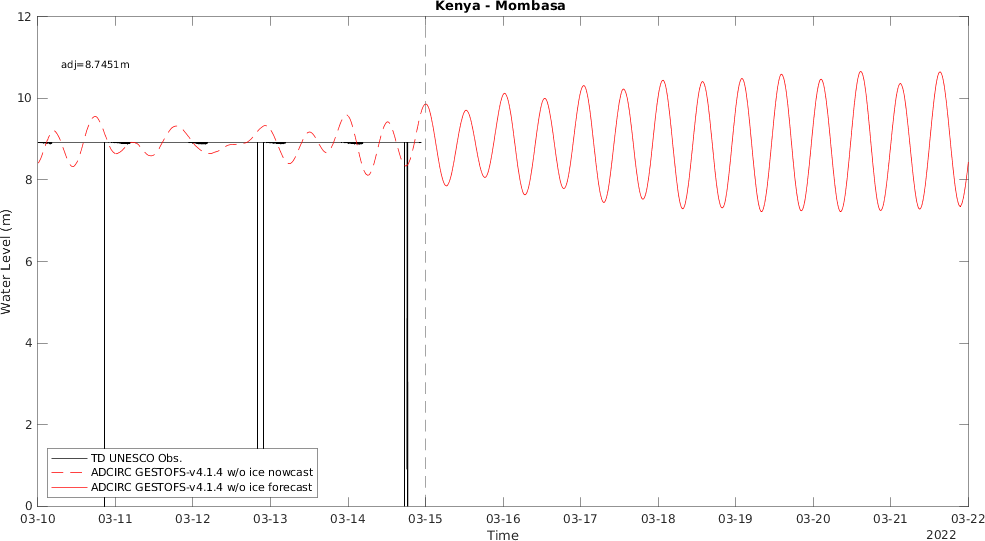 Kenya - Mombasa
12
10
8
6
4
2
0
Water Level (m)
adj=8.7451m
TD UNESCO Obs.
ADCIRC GESTOFS-v4.1.4 w/o ice nowcast
ADCIRC GESTOFS-v4.1.4 w/o ice forecast
03-10 03-11 03-12 03-13 03-14 03-15 03-16 03-17 03-18 03-19 03-20 03-21 03-22
Time
2022